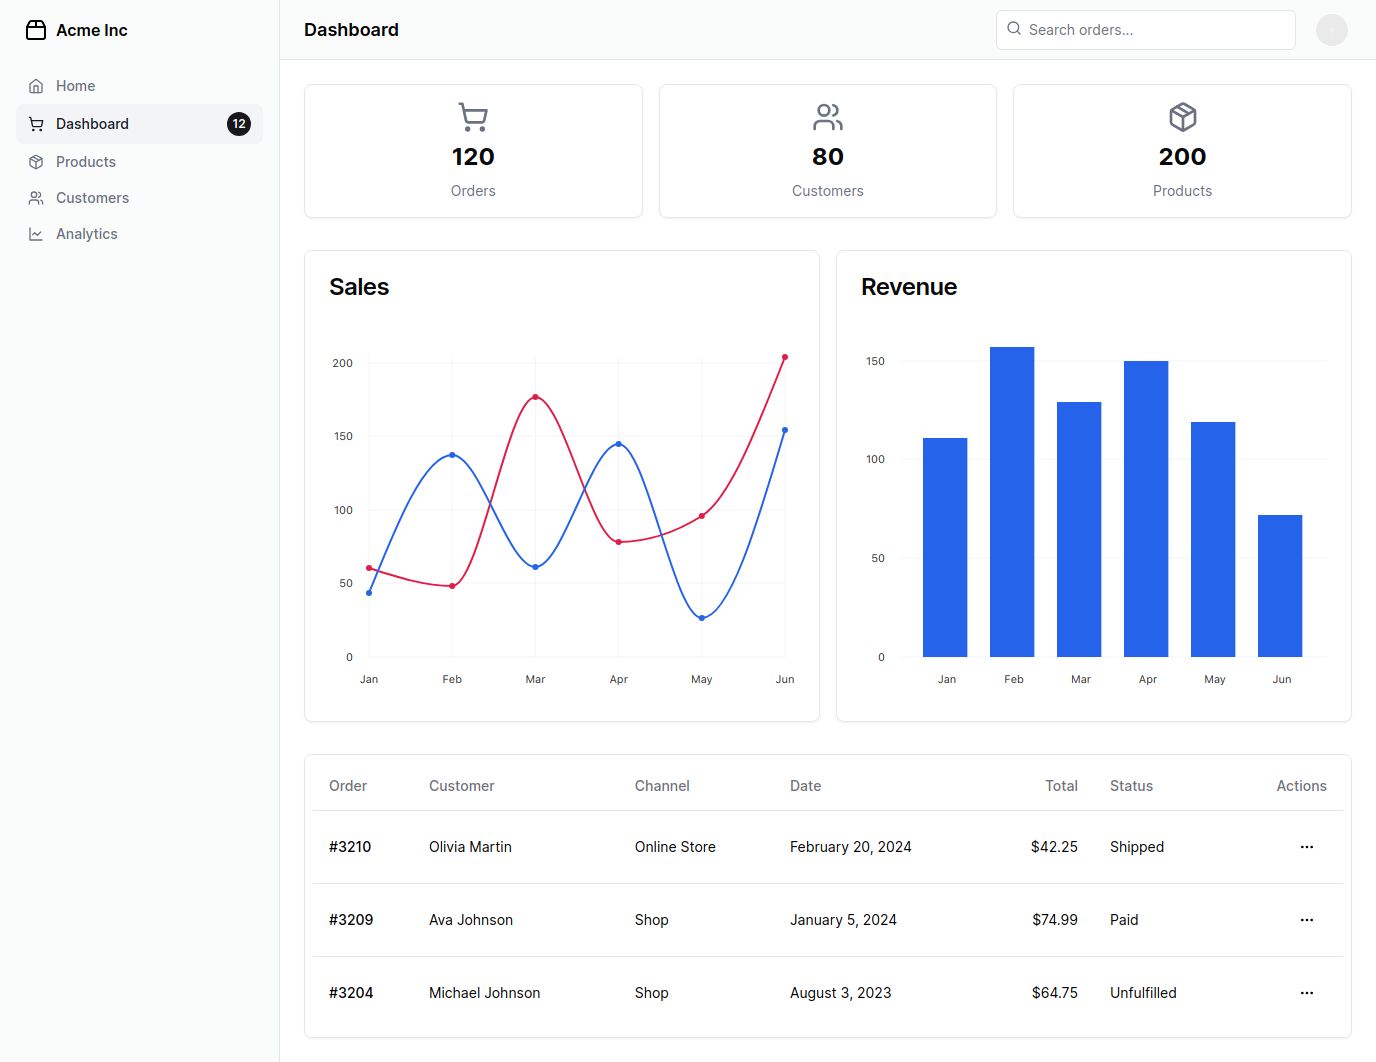 Acme Inc
Home
Dashboard 12
Products
Customers
Analytics
Dashboard
Search orders...
120
Orders
80
Customers
200
Products
Sales
200
150
100
50
0
Jan Feb Mar Apr May Jun
Revenue
150
100
50
0
Jan Feb Mar Apr May Jun
Order Customer Channel Date Total Status Actions
#3210 Olivia Martin Online Store February 20, 2024 $42.25 Shipped
#3209 Ava Johnson Shop January 5, 2024 $74.99 Paid
#3204 Michael Johnson Shop August 3, 2023 $64.75 Unfulfilled